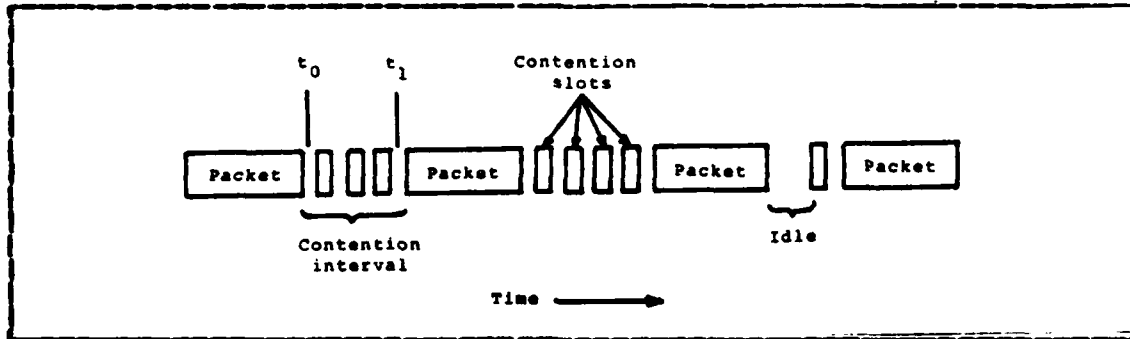 t0 t1 Contention
slots
Packet Packet Packet Packet
Contention
interval
Idle
Time